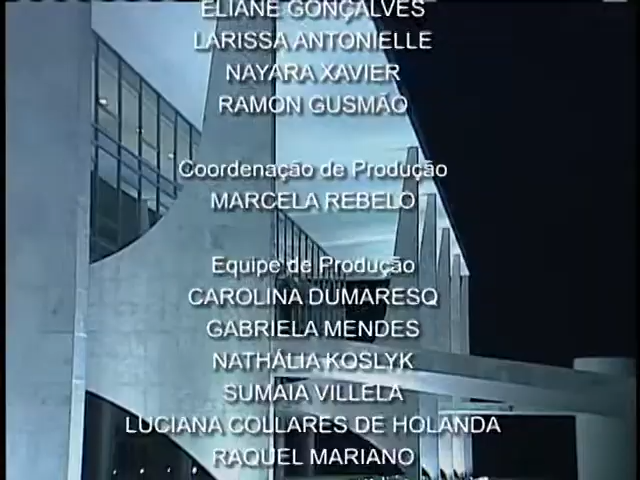 ELIANE GONÇALVES
LARISSA ANTONIELLE
NAYARA XAVIER
RAMON GUSMÃO
Coordenação de Produção
MARCELA REBELO
Equipe de Produção
CAROLINA DUMARESQ
GABRIELA MENDES
NATHÁLIA KOSLYK
SUMAIA VILLELA
LUCIANA COLLARES DE HOLANDA
RAQUEL MARIANO